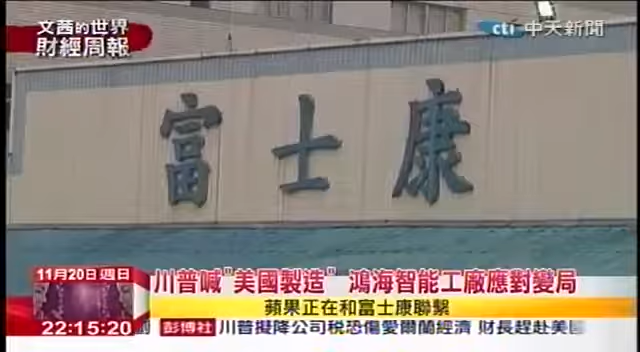 文茜的世界
財經周報
cti 中天新聞
富士康
川普喊"美國製造" 鴻海智能工廠應對變局
蘋果正在和富士康聯繫
11月20日 週日
22:15:20
彭博社 川普擬降公司稅恐傷愛爾蘭經濟 財長趕赴美國